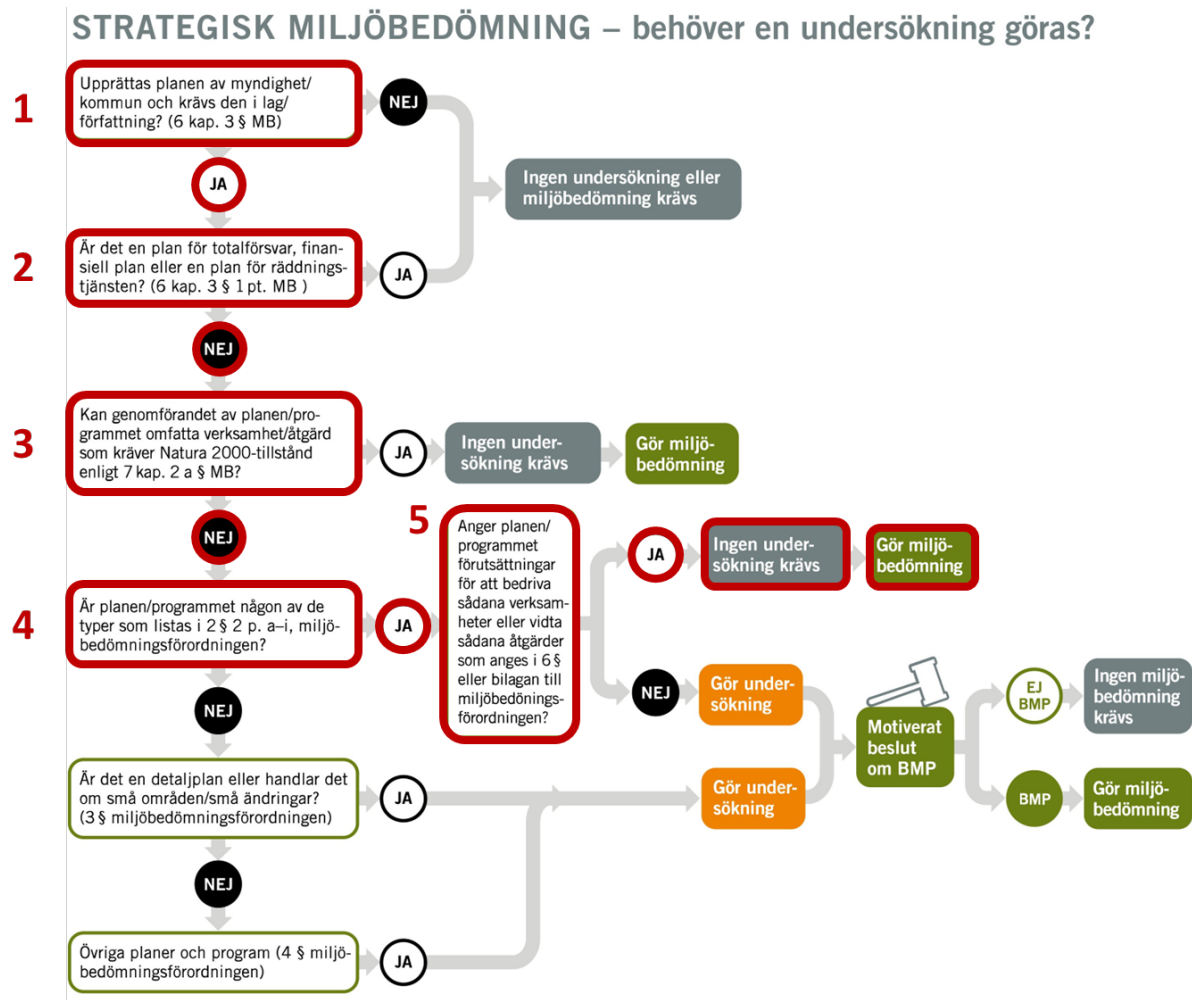 STRATEGISK MILJÖBEDÖMNING – behöver en undersökning göras?
1
Upprättas planen av myndighet/
kommun och krävs den i lag/
författning? (6 kap. 3 § MB)
NEJ
JA
Ingen undersökning eller
miljöbedömning krävs
2
Är det en plan för totalförsvar, finan-
siell plan eller en plan för räddnings-
tjänsten? (6 kap. 3 § 1 pt. MB )
JA
NEJ
3
Kan genomförandet av planen/pro-
grammet omfatta verksamhet/åtgärd
som kräver Natura 2000-tillstånd
enligt 7 kap. 2 a § MB?
JA
Ingen under-
sökning krävs
Gör miljö-
bedömning
NEJ
4
Är planen/programmet någon av de
typer som listas i 2 § 2 p. a–i, miljö-
bedömningsförordningen?
JA
5
Anger planen/
programmet
förutsättningar
för att bedriva
sådana verksam-
heter eller vidta
sådana åtgärder
som anges i 6 §
eller bilagan till
miljöbedönings-
förordningen?
JA
Ingen under-
sökning krävs
Gör miljö-
bedömning
NEJ
Gör under-
sökning
Motiverat
beslut
om BMP
EJ
BMP
Ingen miljö-
bedömning
krävs
BMP
Gör miljö-
bedömning
NEJ
Är det en detaljplan eller handlar det
om små områden/små ändringar?
(3 § miljöbedömningsförordningen)
JA
Gör under-
sökning
NEJ
Övriga planer och program (4 § miljö-
bedömningsförordningen)
JA